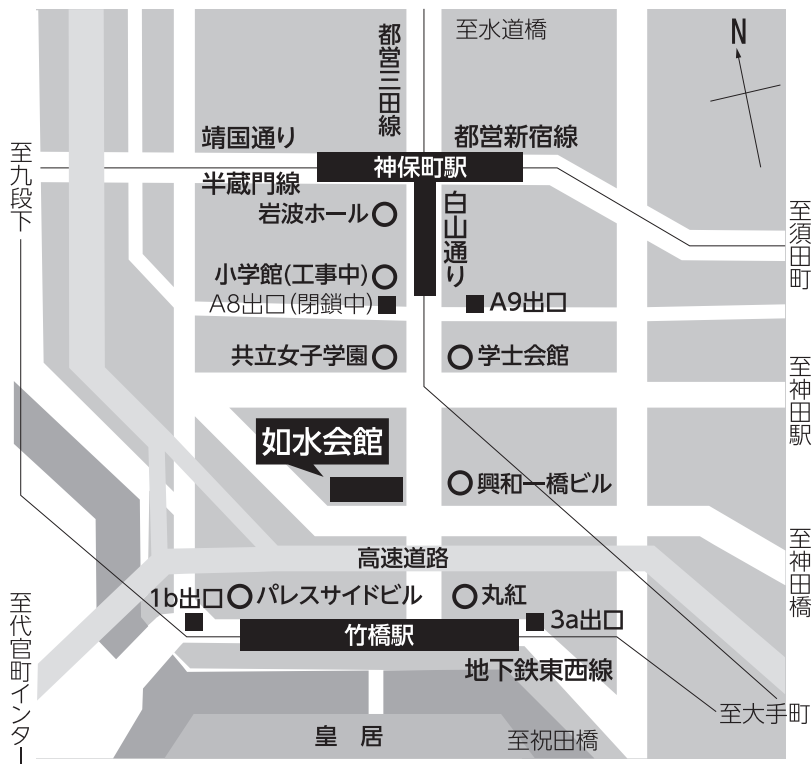 至水道橋
N
都営三田線
靖国通り
都営新宿線
神保町駅
半蔵門線
至九段下
白山通り
岩波ホール
至須田町
小学館(工事中)
A8出口(閉鎖中)
A9出口
共立女子学園
学士会館
至神田駅
如水会館
興和一橋ビル
高速道路
至神田橋
1b出口
パレスサイドビル
丸紅
3a出口
竹橋駅
至代官町インター
地下鉄東西線
至大手町
皇 居
至祝田橋